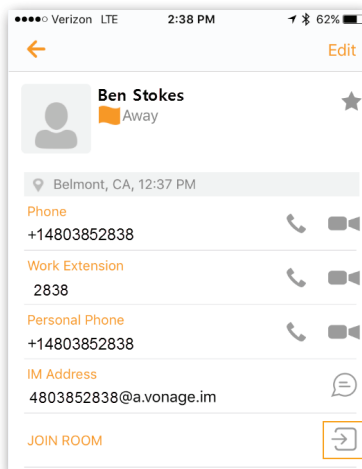 Verizon LTE 2:38 PM 62%
Edit
Ben Stokes
Away
Belmont, CA, 12:37 PM
Phone
+14803852838
Work Extension
2838
Personal Phone
+14803852838
IM Address
4803852838@a.vonage.im
JOIN ROOM